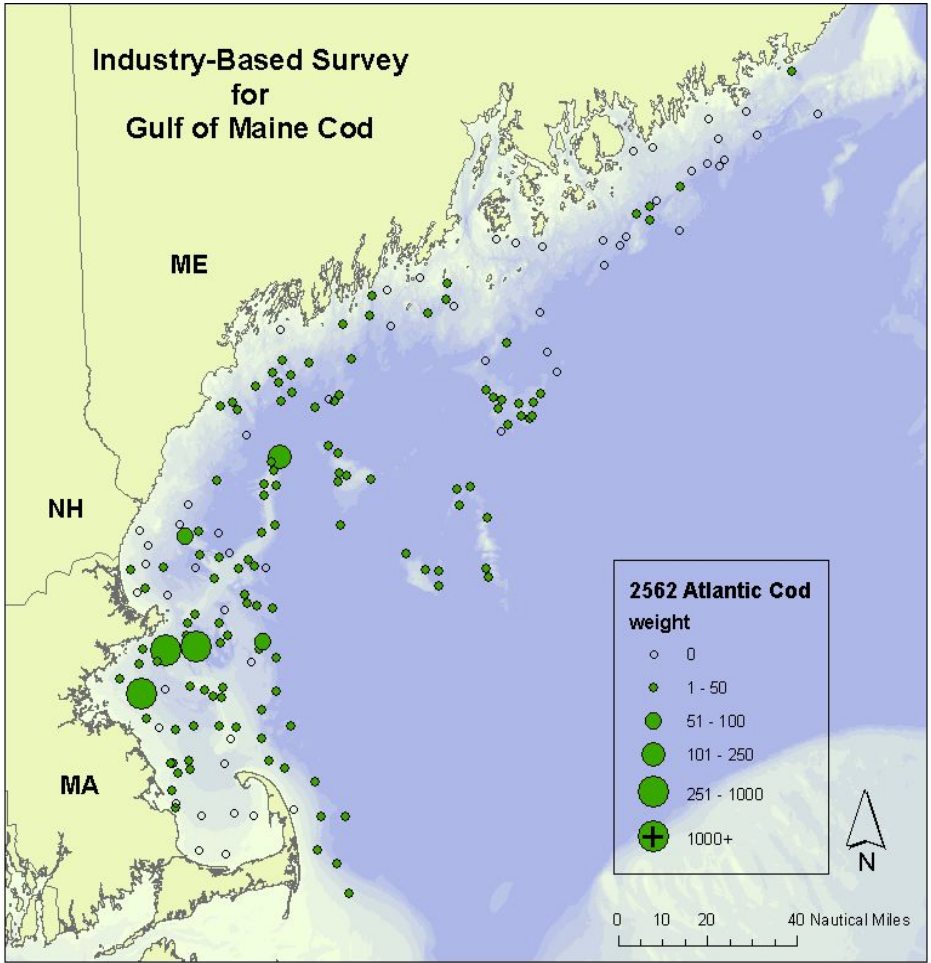 Industry-Based Survey
for
Gulf of Maine Cod
ME
NH
MA
2562 Atlantic Cod
weight
0
1 - 50
51 - 100
101 - 250
251 - 1000
1000+
N
0 10 20 40 Nautical Miles